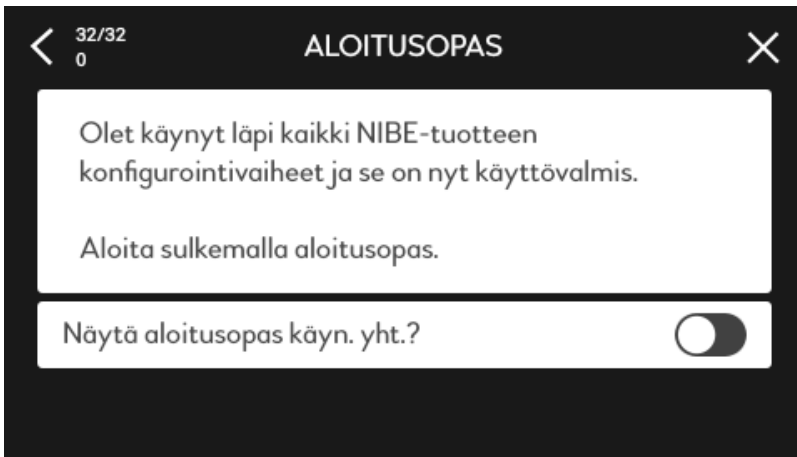 32/32
0
ALOITUSOPAS
Olet käynyt läpi kaikki NIBE-tuotteen
konfigurointivaiheet ja se on nyt käyttövalmis.
Aloita sulkemalla aloitusopas.
Näytä aloitusopas käyn. yht.?